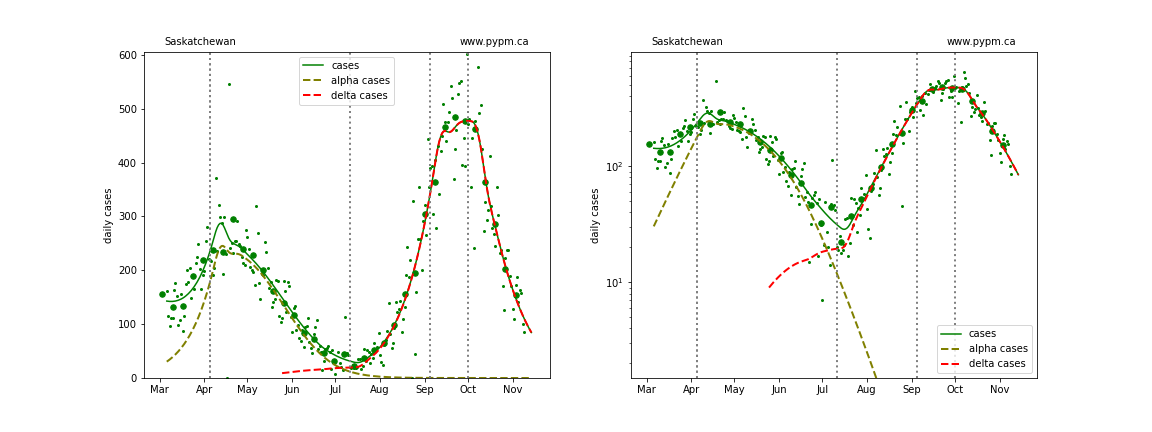 Saskatchewan www.pypm.ca
600
500
400
300
200
100
0
daily cases
cases
alpha cases
delta cases
Mar Apr May Jun Jul Aug Sep Oct Nov
Saskatchewan www.pypm.ca
10²
10¹
daily cases
cases
alpha cases
delta cases
Mar Apr May Jun Jul Aug Sep Oct Nov